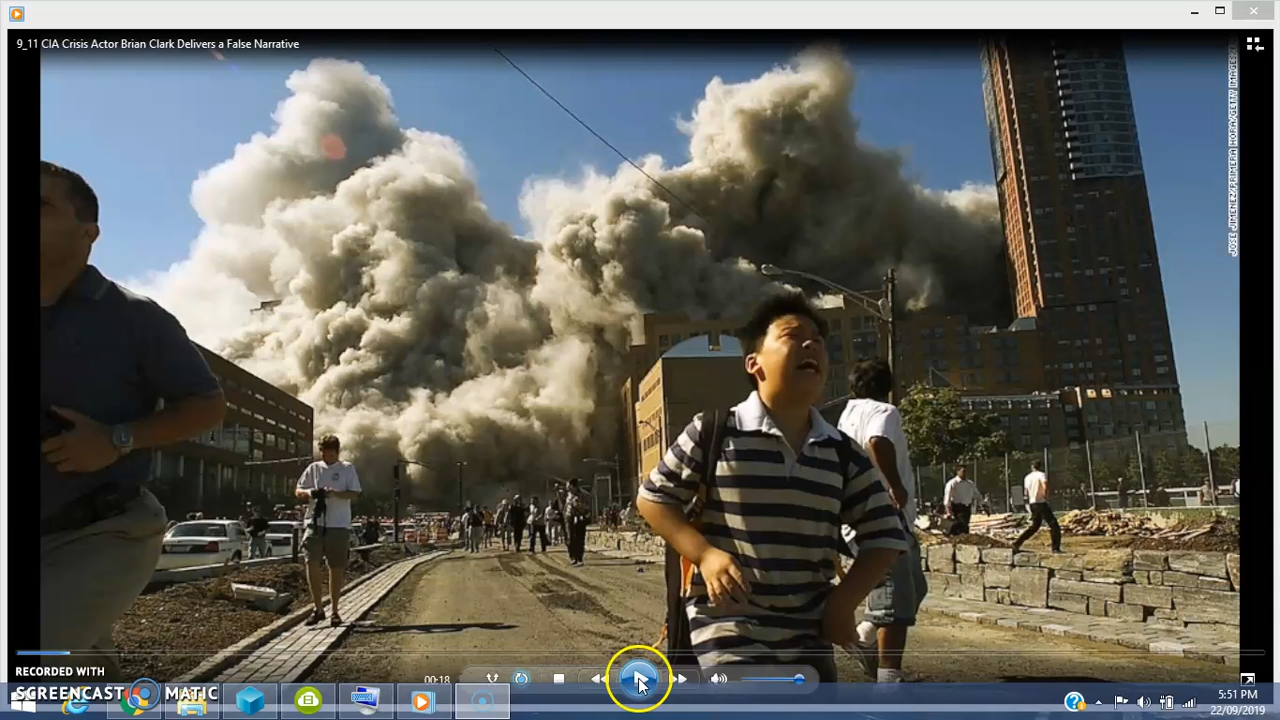 9_11 CIA Crisis Actor Brian Clark Delivers a False Narrative
JOSE JIMENEZ/PRIMERA HORA/GETTY IMAGES
00:18
RECORDED WITH
SCREENCAST MATIC
5:51 PM
22/09/2019